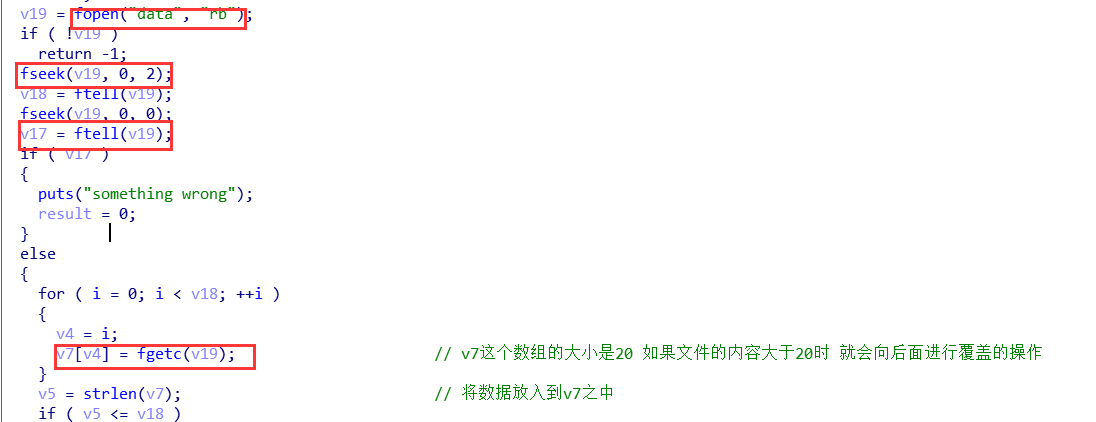 v19 = fopen("data", "rb");
if ( !v19 )
return -1;
fseek(v19, 0, 2);
v18 = ftell(v19);
fseek(v19, 0, 0);
v17 = ftell(v19);
if ( v17 )
{
puts("something wrong");
result = 0;
}
else
{
for ( i = 0; i < v18; ++i )
{
v4 = i;
v7[v4] = fgetc(v19); // v7这个数组的大小是20 如果文件的内容大于20时 就会向后面进行覆盖的操作
}
v5 = strlen(v7); // 将数据放入到v7之中
if ( v5 <= v18 )